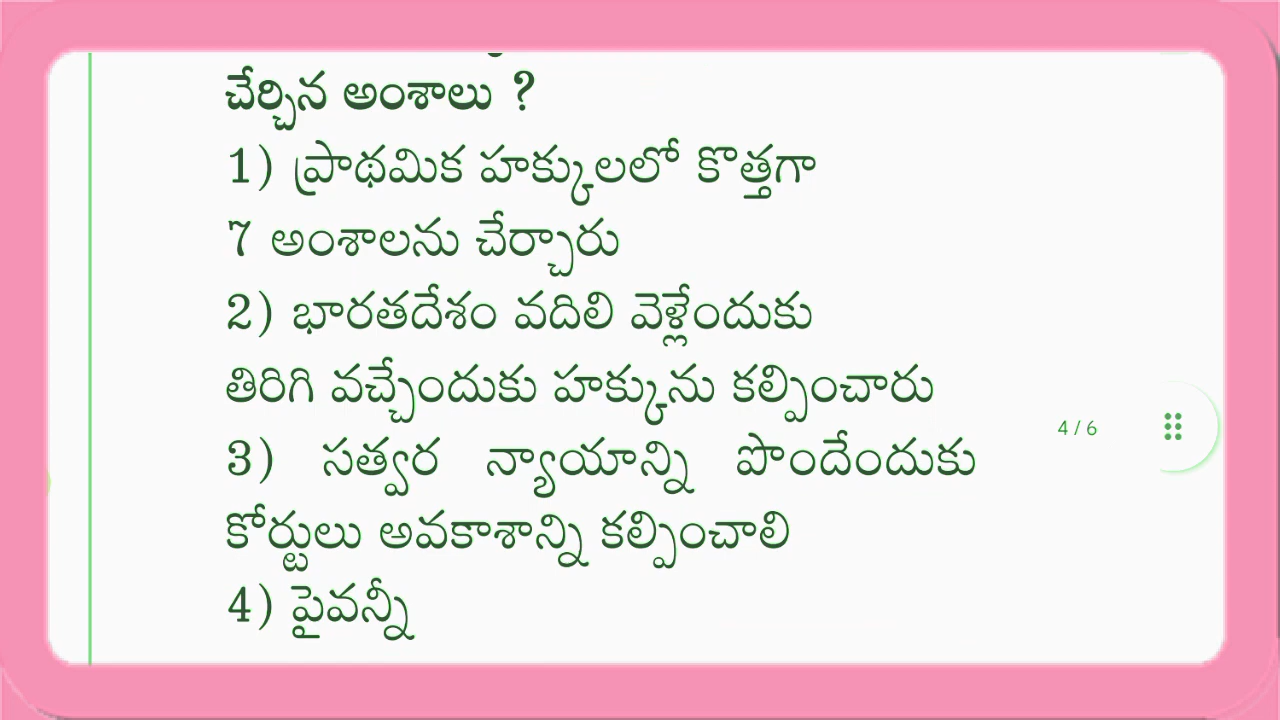 చేర్చిన అంశాలు ?
1) ప్రాథమిక హక్కులలో కొత్తగా
7 అంశాలను చేర్చారు
2) భారతదేశం వదిలి వెళ్లేందుకు
తిరిగి వచ్చేందుకు హక్కును కల్పించారు
3) సత్వర న్యాయాన్ని పొందేందుకు
కోర్టులు అవకాశాన్ని కల్పించాలి
4) పైవన్నీ
4 / 6